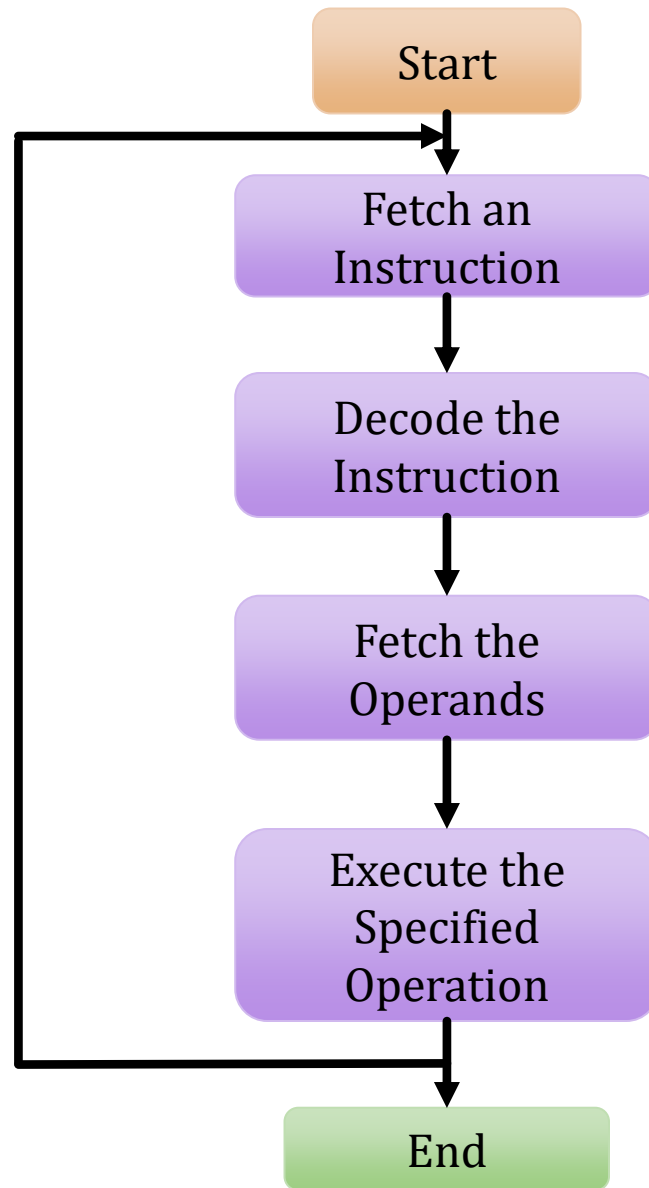 Start
Fetch an
Instruction
Decode the
Instruction
Fetch the
Operands
Execute the
Specified
Operation
End